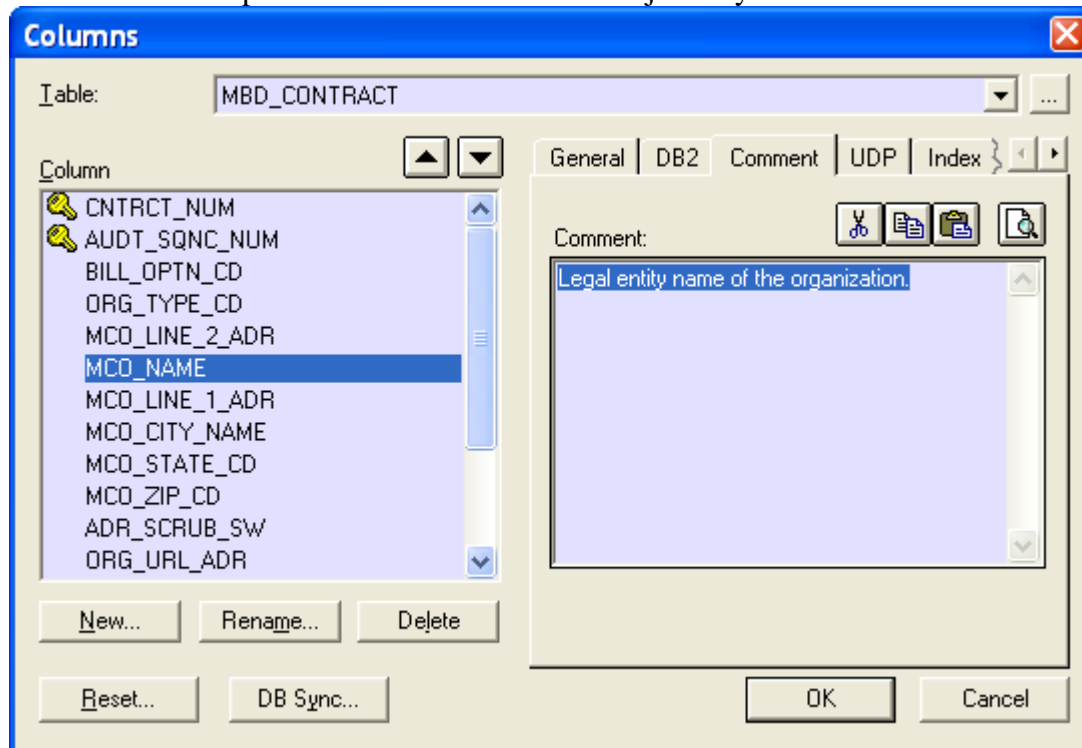 Columns
Table: MBD_CONTRACT ...
Column
CNTRCT_NUM
AUDT_SQNC_NUM
BILL_OPTN_CD
ORG_TYPE_CD
MCO_LINE_2_ADR
MCO_NAME
MCO_LINE_1_ADR
MCO_CITY_NAME
MCO_STATE_CD
MCO_ZIP_CD
ADR_SCRUB_SW
ORG_URL_ADR
New... Rename... Delete
Reset... DB Sync...
General DB2 Comment UDP Index
Comment:
Legal entity name of the organization.
OK Cancel